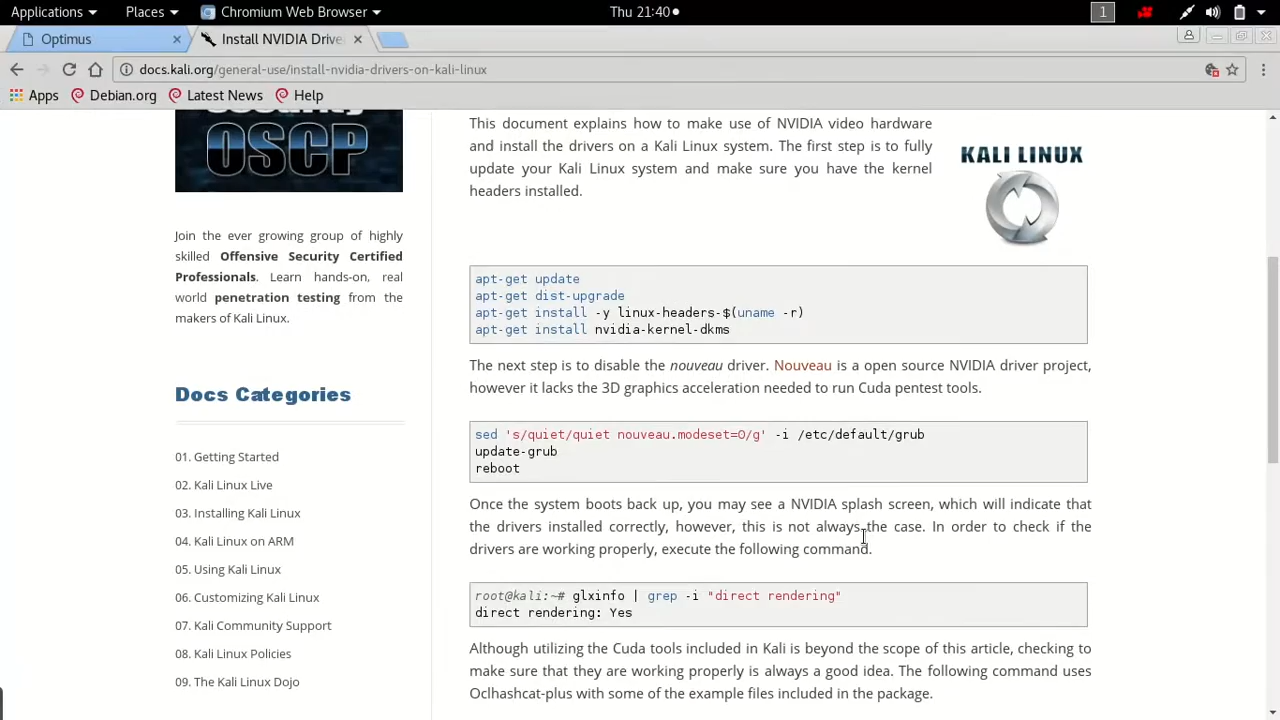 Applications Places Chromium Web Browser Thu 21:40 1
Optimus Install NVIDIA Drive
docs.kali.org/general-use/install-nvidia-drivers-on-kali-linux
Apps Debian.org Latest News Help
Security
OSCP
Join the ever growing group of highly
skilled Offensive Security Certified
Professionals. Learn hands-on, real
world penetration testing from the
makers of Kali Linux.
Docs Categories
01. Getting Started
02. Kali Linux Live
03. Installing Kali Linux
04. Kali Linux on ARM
05. Using Kali Linux
06. Customizing Kali Linux
07. Kali Community Support
08. Kali Linux Policies
09. The Kali Linux Dojo
This document explains how to make use of NVIDIA video hardware
and install the drivers on a Kali Linux system. The first step is to fully
update your Kali Linux system and make sure you have the kernel
headers installed.
KALI LINUX
apt-get update
apt-get dist-upgrade
apt-get install -y linux-headers-$(uname -r)
apt-get install nvidia-kernel-dkms
The next step is to disable the nouveau driver. Nouveau is a open source NVIDIA driver project,
however it lacks the 3D graphics acceleration needed to run Cuda pentest tools.
sed 's/quiet/quiet nouveau.modeset=0/g' -i /etc/default/grub
update-grub
reboot
Once the system boots back up, you may see a NVIDIA splash screen, which will indicate that
the drivers installed correctly, however, this is not always the case. In order to check if the
drivers are working properly, execute the following command.
root@kali:~# glxinfo | grep -i "direct rendering"
direct rendering: Yes
Although utilizing the Cuda tools included in Kali is beyond the scope of this article, checking to
make sure that they are working properly is always a good idea. The following command uses
Oclhashcat-plus with some of the example files included in the package.